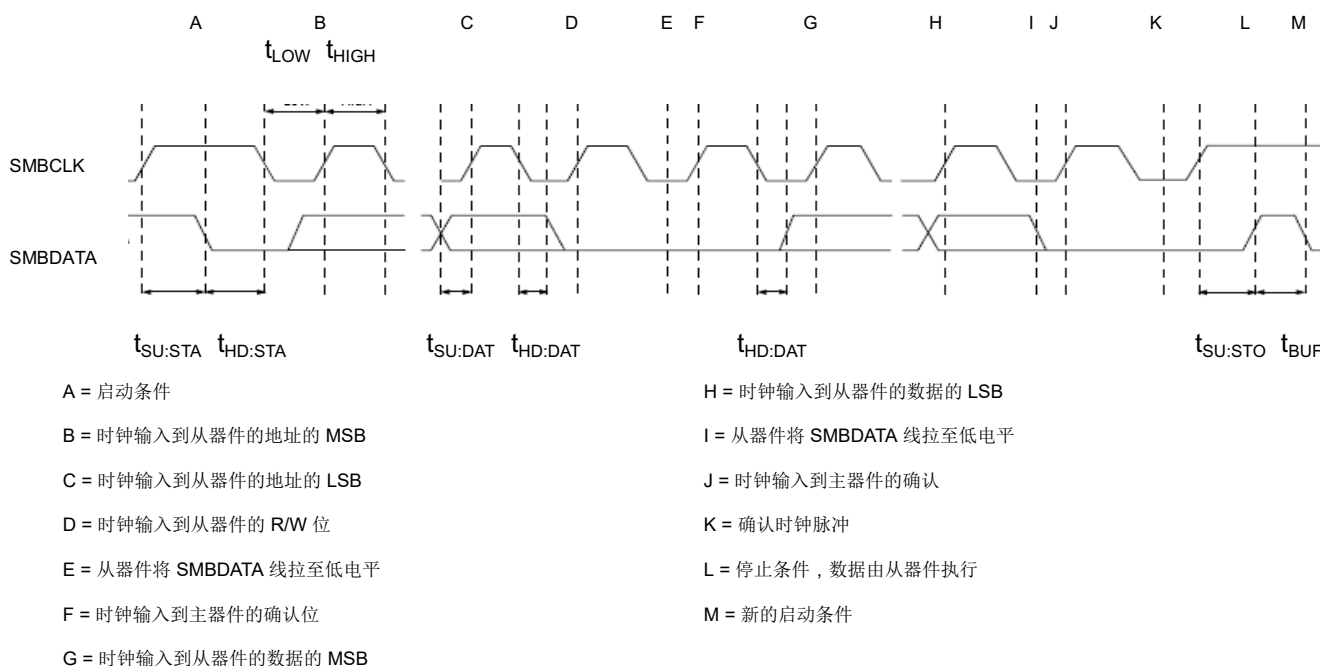 A B C D E F G H I J K L M
tLOW tHIGH
SMBCLK
SMBDATA
tSU:STA tHD:STA tSU:DAT tHD:DAT tHD:DAT tSU:STO tBUF
A = 启动条件
B = 时钟输入到从器件的地址的 MSB
C = 时钟输入到从器件的地址的 LSB
D = 时钟输入到从器件的 R/W 位
E = 从器件将 SMBDATA 线拉至低电平
F = 时钟输入到主器件的确认位
G = 时钟输入到从器件的数据的 MSB
H = 时钟输入到从器件的数据的 LSB
I = 从器件将 SMBDATA 线拉至低电平
J = 时钟输入到主器件的确认
K = 确认时钟脉冲
L = 停止条件 , 数据由从器件执行
M = 新的启动条件